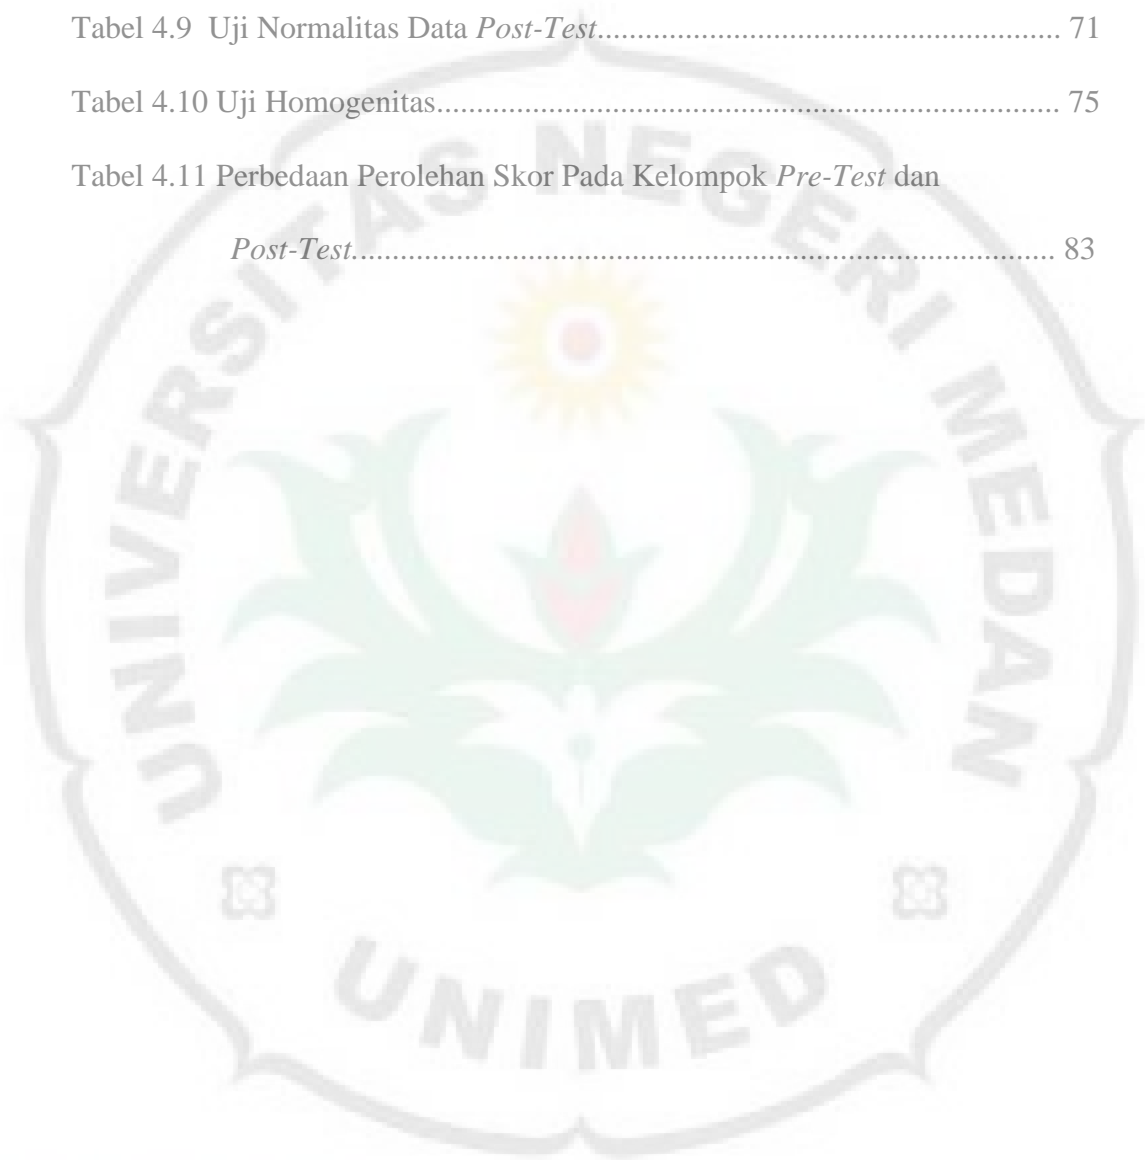 Tabel 4.9 Uji Normalitas Data Post-Test.......................................................... 71
Tabel 4.10 Uji Homogenitas.............................................................................. 75
Tabel 4.11 Perbedaan Perolehan Skor Pada Kelompok Pre-Test dan
Post-Test....................................................................................... 83
UNIVERSITAS NEGERI MEDAN
UNIMED